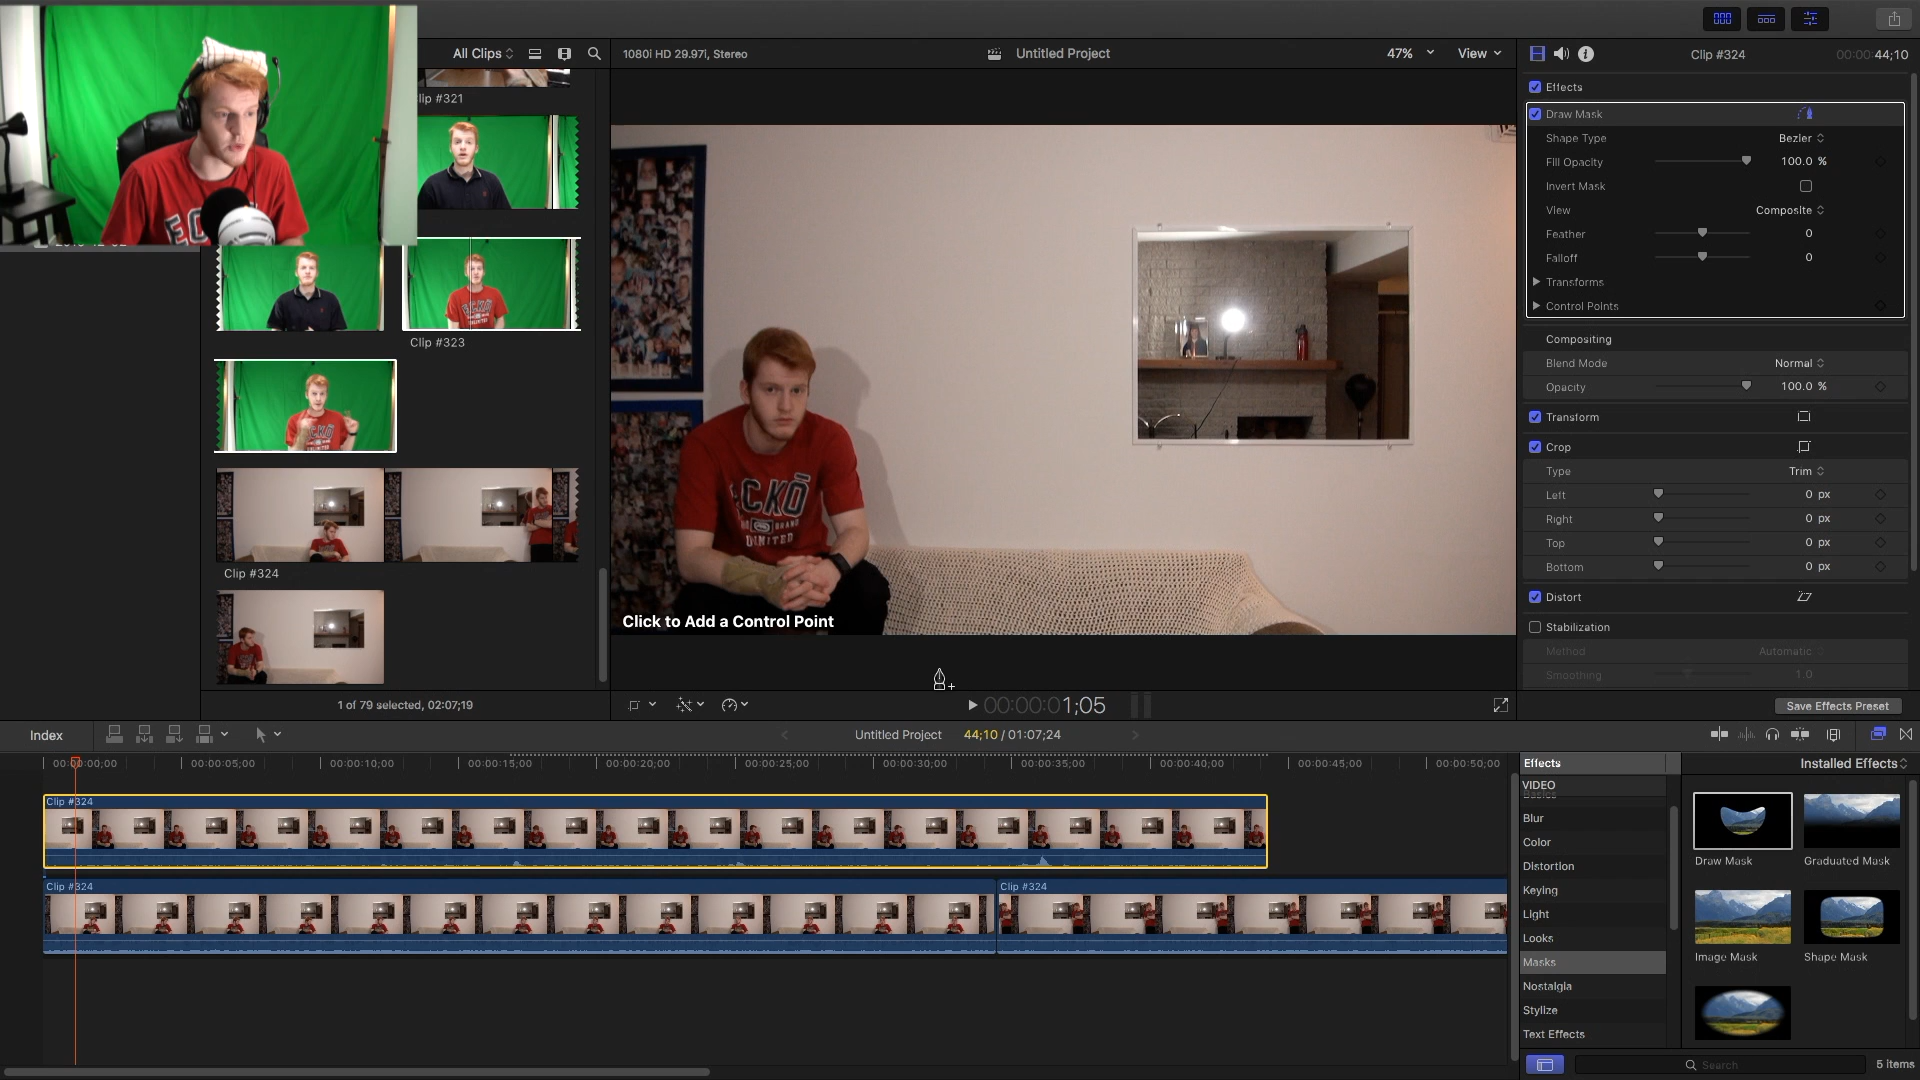 All Clips
1080i HD 29.97i, Stereo
Untitled Project
47%
View
Clip #324
00:00:44;10
lip #321
Effects
Draw Mask
Shape Type
Bezier
Fill Opacity
100.0 %
Invert Mask
View
Composite
Feather
0
Falloff
0
Transforms
Control Points
Clip #323
Compositing
Blend Mode
Normal
Opacity
100.0 %
Transform
Crop
Type
Trim
Left
0 px
Right
0 px
Top
0 px
Bottom
0 px
Distort
Stabilization
Method
Automatic
Smoothing
1.0
ECKŌ
UNLIMITED
Clip #324
Click to Add a Control Point
1 of 79 selected, 02:07;19
00:00:01;05
Save Effects Preset
Index
Untitled Project
44;10 / 01:07;24
00:00:00;00
00:00:05;00
00:00:10;00
00:00:15;00
00:00:20;00
00:00:25;00
00:00:30;00
00:00:35;00
00:00:40;00
00:00:45;00
00:00:50;00
Effects
Installed Effects
VIDEO
Basics
Blur
Color
Distortion
Keying
Light
Looks
Masks
Nostalgia
Stylize
Text Effects
Draw Mask
Graduated Mask
Image Mask
Shape Mask
Search
5 items
Clip #324
Clip #324
Clip #324